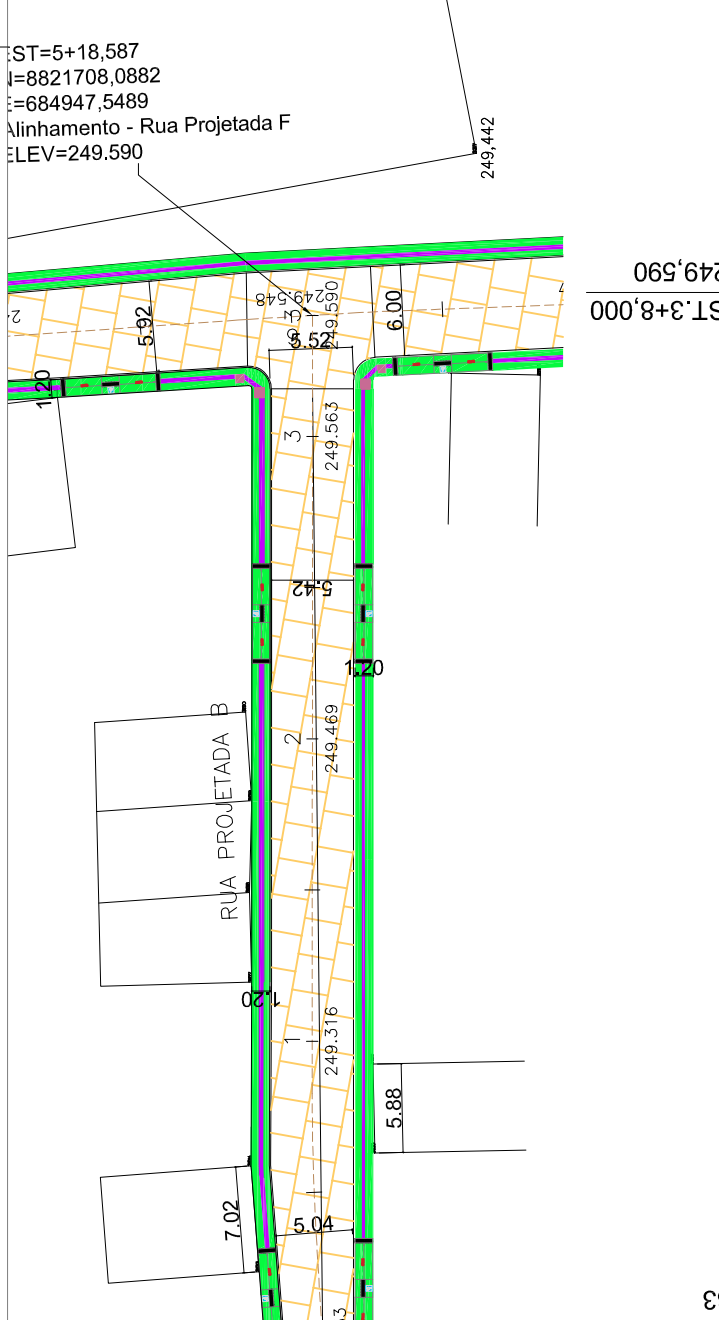 EST=5+18,587
N=8821708,0882
E=684947,5489
Alinhamento - Rua Projetada F
ELEV=249.590
249,442
249,590
ST.3+8,000
249.548
249.590
5.92
6.00
5.52
1.20
3
249.563
5.42
1.20
2
249.469
RUA PROJETADA B
1.20
1
249.316
5.88
7.02
5.04